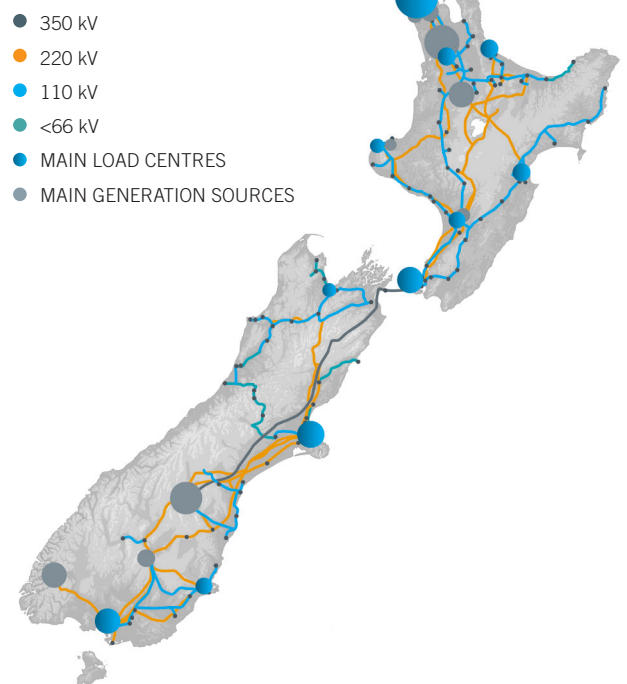 350 kV
220 kV
110 kV
<66 kV
MAIN LOAD CENTRES
MAIN GENERATION SOURCES